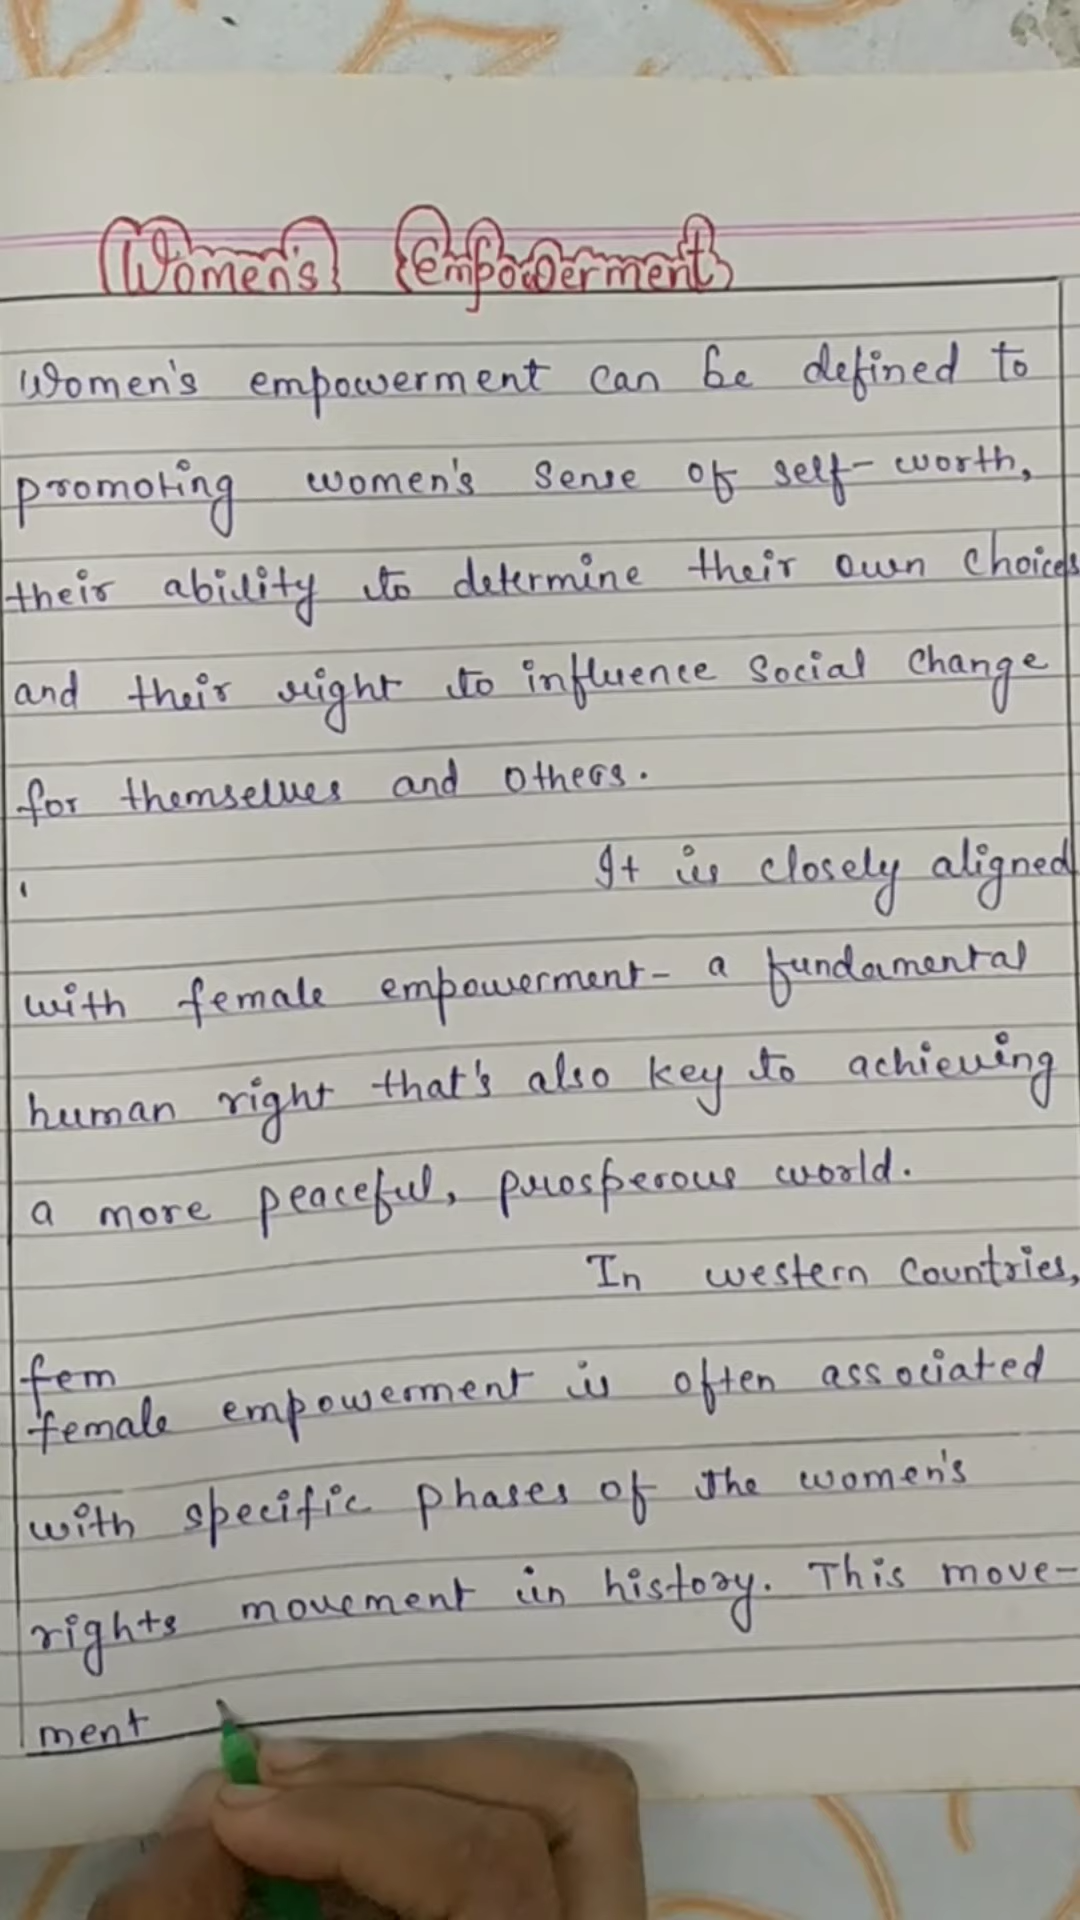 Women's Empowerment
Women's empowerment can be defined to
promoting women's sense of self-worth,
their ability to determine their own choices
and their right to influence social change
for themselves and others.
It is closely aligned
with female empowerment- a fundamental
human right that's also key to achieving
a more peaceful, prosperous world.
In western countries,
fem
female empowerment is often associated
with specific phases of the women's
rights movement in history. This move-
ment